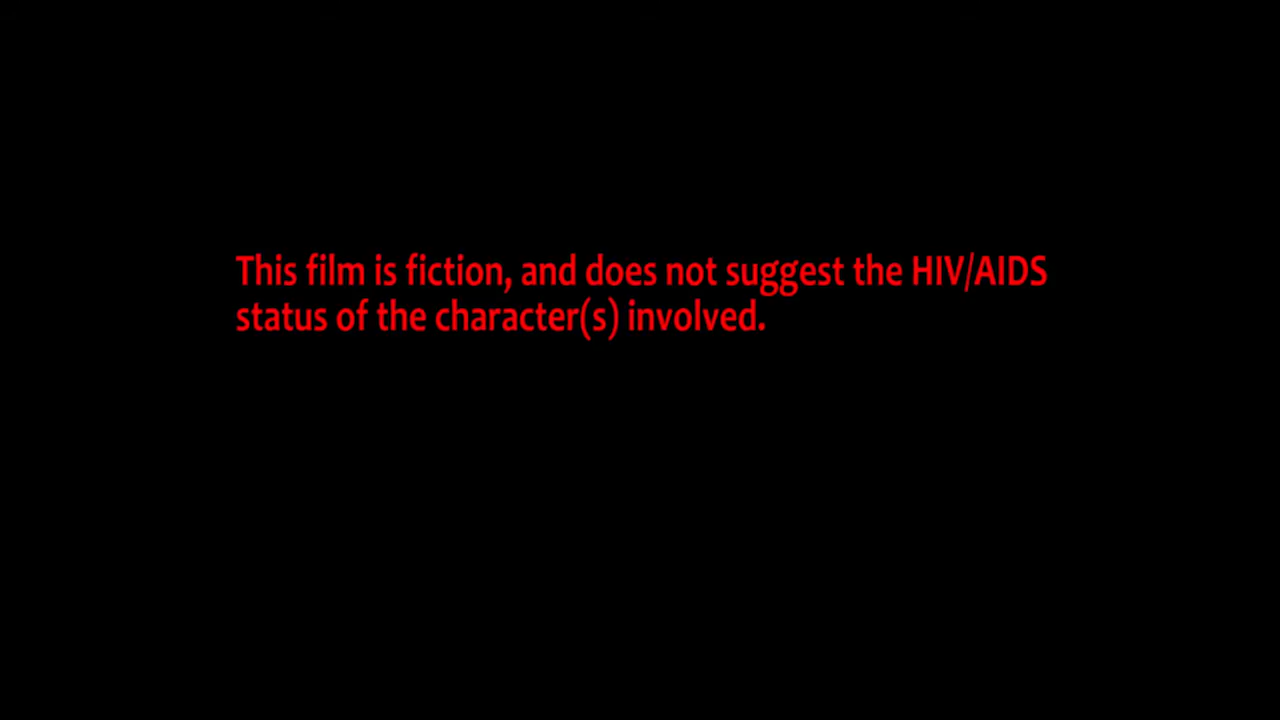 This film is fiction, and does not suggest the HIV/AIDS
status of the character(s) involved.